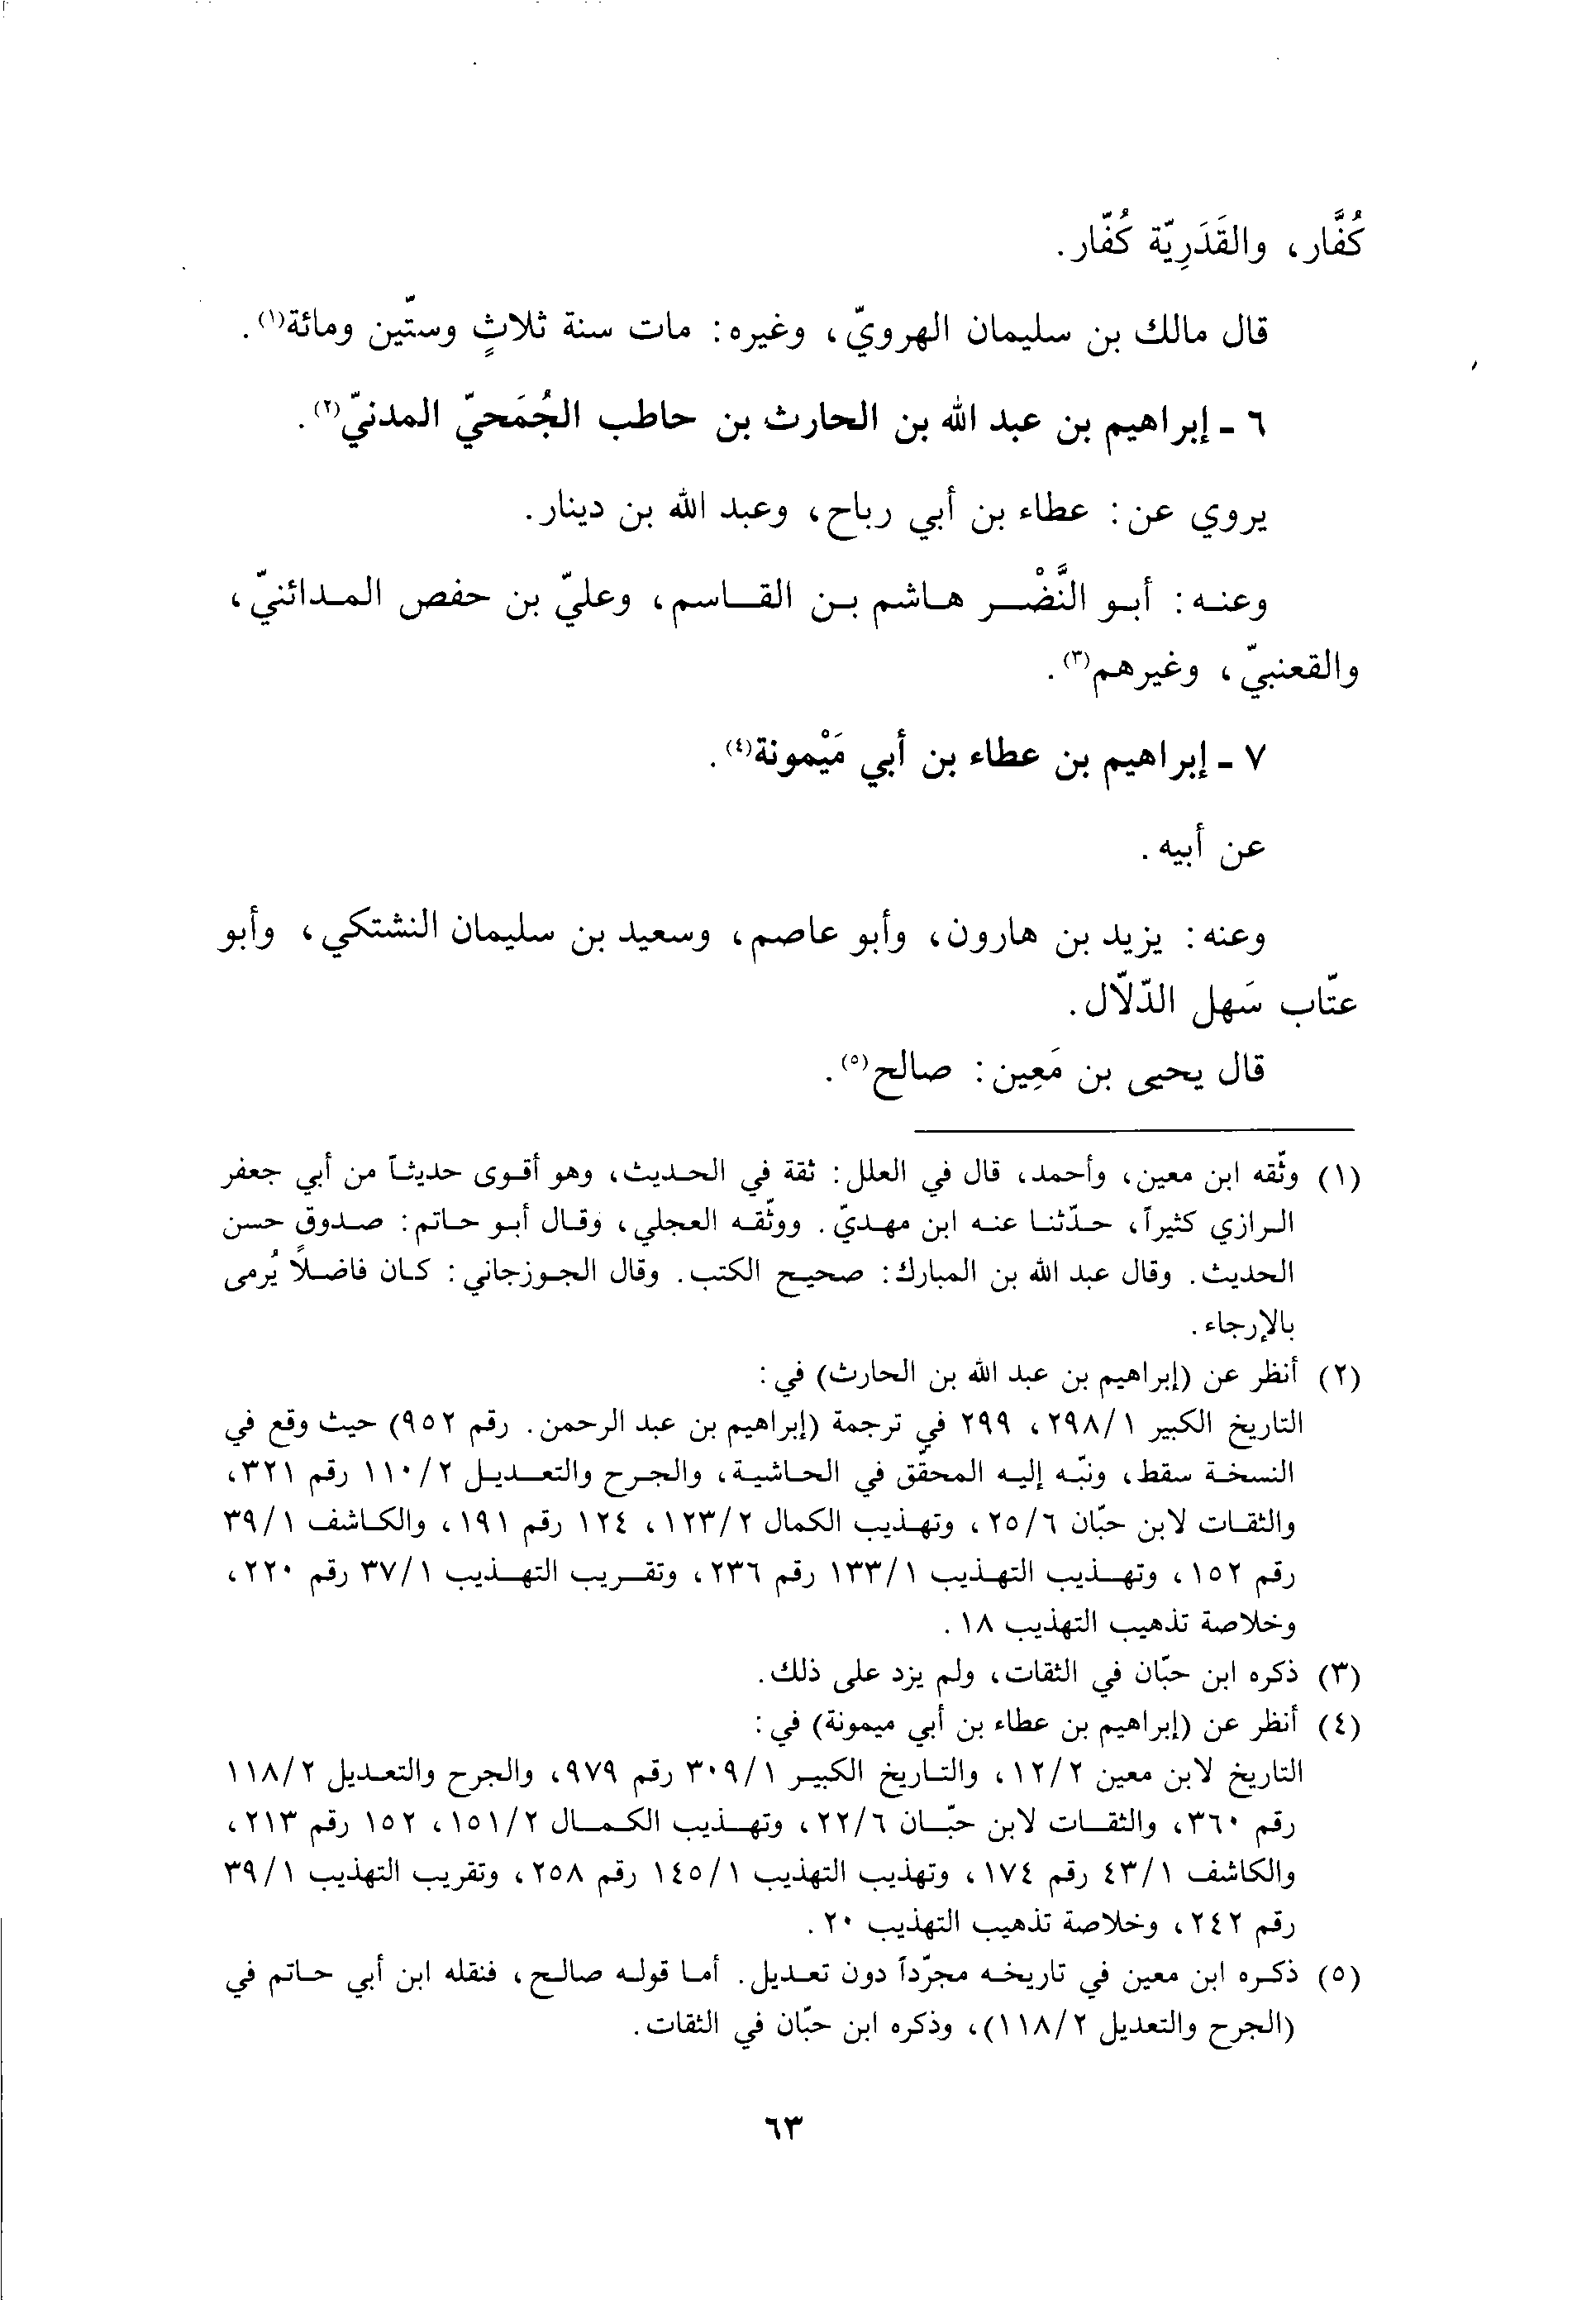 كُفَّار، والقَدَرِيّة كُفّار.
قال مالك بن سليمان الهرويّ، وغيره: مات سنة ثلاثٍ وستّين ومائة(١).
٦ - إبراهيم بن عبد الله بن الحارث بن حاطب الجُمَحيّ المدنيّ(٢).
يروي عن: عطاء بن أبي رباح، وعبد الله بن دينار.
وعنه: أبو النَّضْر هاشم بن القاسم، وعليّ بن حفص المدائنيّ،
والقعنبيّ، وغيرهم(٣).
٧ - إبراهيم بن عطاء بن أبي مَيْمونة(٤).
عن أبيه.
وعنه: يزيد بن هارون، وأبو عاصم، وسعيد بن سليمان النشتكي، وأبو
عتّاب سَهل الدّلاّل.
قال يحيى بن مَعِين: صالح(٥).
(١) وثّقه ابن معين، وأحمد، قال في العلل: ثقة في الحديث، وهو أقوى حديثاً من أبي جعفر
الرازي كثيراً، حدّثنا عنه ابن مهديّ. ووثّقه العجلي، وقال أبو حاتم: صدوق حسن
الحديث. وقال عبد الله بن المبارك: صحيح الكتب. وقال الجوزجاني: كان فاضلاً يُرمى
بالإرجاء.
(٢) أنظر عن (إبراهيم بن عبد الله بن الحارث) في:
التاريخ الكبير ٢٩٨/١، ٢٩٩ في ترجمة (إبراهيم بن عبد الرحمن. رقم ٩٥٢) حيث وقع في
النسخة سقط، ونبّه إليه المحقّق في الحاشية، والجرح والتعديل ١١٠/٢ رقم ٣٢١،
والثقات لابن حبّان ٢٥/٦، وتهذيب الكمال ١٢٣/٢، ١٢٤ رقم ١٩١، والكاشف ٣٩/١
رقم ١٥٢، وتهذيب التهذيب ١٣٣/١ رقم ٢٣٦، وتقريب التهذيب ٣٧/١ رقم ٢٢٠،
وخلاصة تذهيب التهذيب ١٨.
(٣) ذكره ابن حبّان في الثقات، ولم يزد على ذلك.
(٤) أنظر عن (إبراهيم بن عطاء بن أبي ميمونة) في:
التاريخ لابن معين ١٢/٢، والتاريخ الكبير ٣٠٩/١ رقم ٩٧٩، والجرح والتعديل ١١٨/٢
رقم ٣٦٠، والثقات لابن حبّان ٢٢/٦، وتهذيب الكمال ١٥١/٢، ١٥٢ رقم ٢١٣،
والكاشف ٤٣/١ رقم ١٧٤، وتهذيب التهذيب ١٤٥/١ رقم ٢٥٨، وتقريب التهذيب ٣٩/١
رقم ٢٤٢، وخلاصة تذهيب التهذيب ٢٠.
(٥) ذكره ابن معين في تاريخه مجرّداً دون تعديل. أما قوله صالح، فنقله ابن أبي حاتم في
(الجرح والتعديل ١١٨/٢)، وذكره ابن حبّان في الثقات.
٦٣